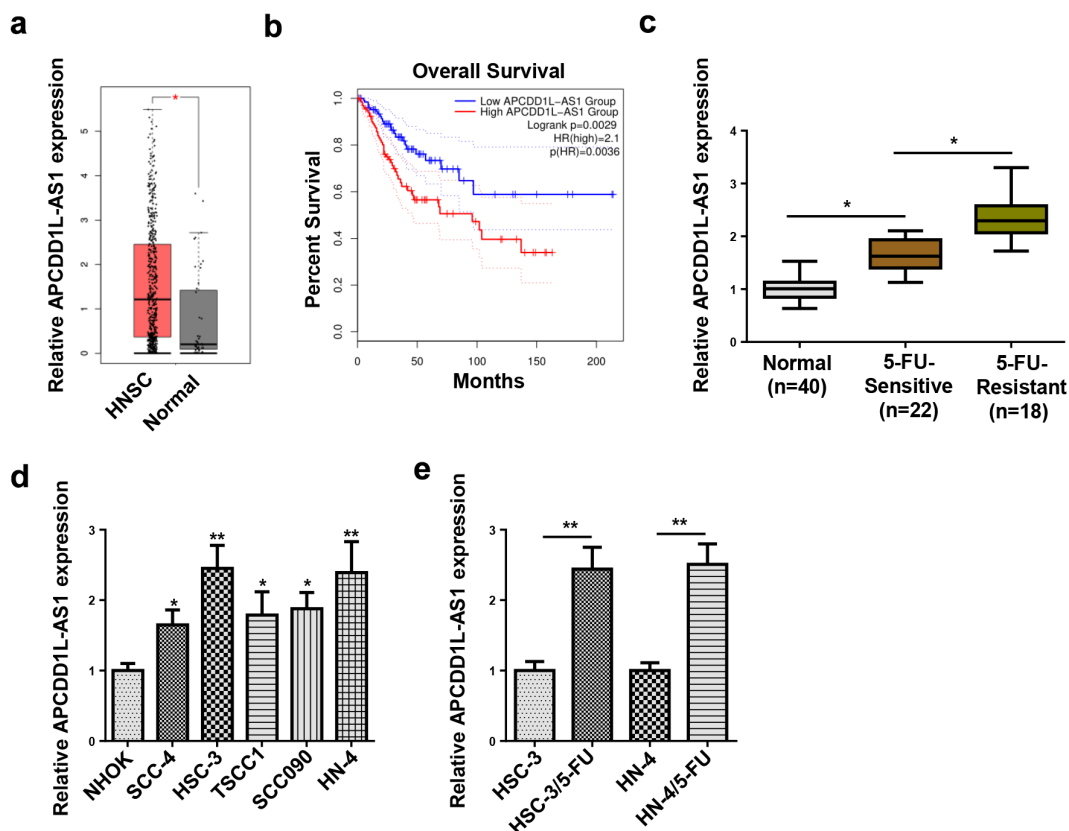 a
Relative APCDD1L-AS1 expression
*
5
4
3
2
1
0
HNSC
Normal
b
Overall Survival
Percent Survival
Low APCDD1L−AS1 Group
High APCDD1L−AS1 Group
Logrank p=0.0029
HR(high)=2.1
p(HR)=0.0036
1.0
0.8
0.6
0.4
0.2
0.0
0 50 100 150 200
Months
c
Relative APCDD1L-AS1 expression
4
3
2
1
0
*
*
Normal
(n=40)
5-FU-
Sensitive
(n=22)
5-FU-
Resistant
(n=18)
d
Relative APCDD1L-AS1 expression
3
2
1
0
* ** * * **
NHOK
SCC-4
HSC-3
TSCC1
SCC090
HN-4
e
Relative APCDD1L-AS1 expression
3
2
1
0
** **
HSC-3
HSC-3/5-FU
HN-4
HN-4/5-FU